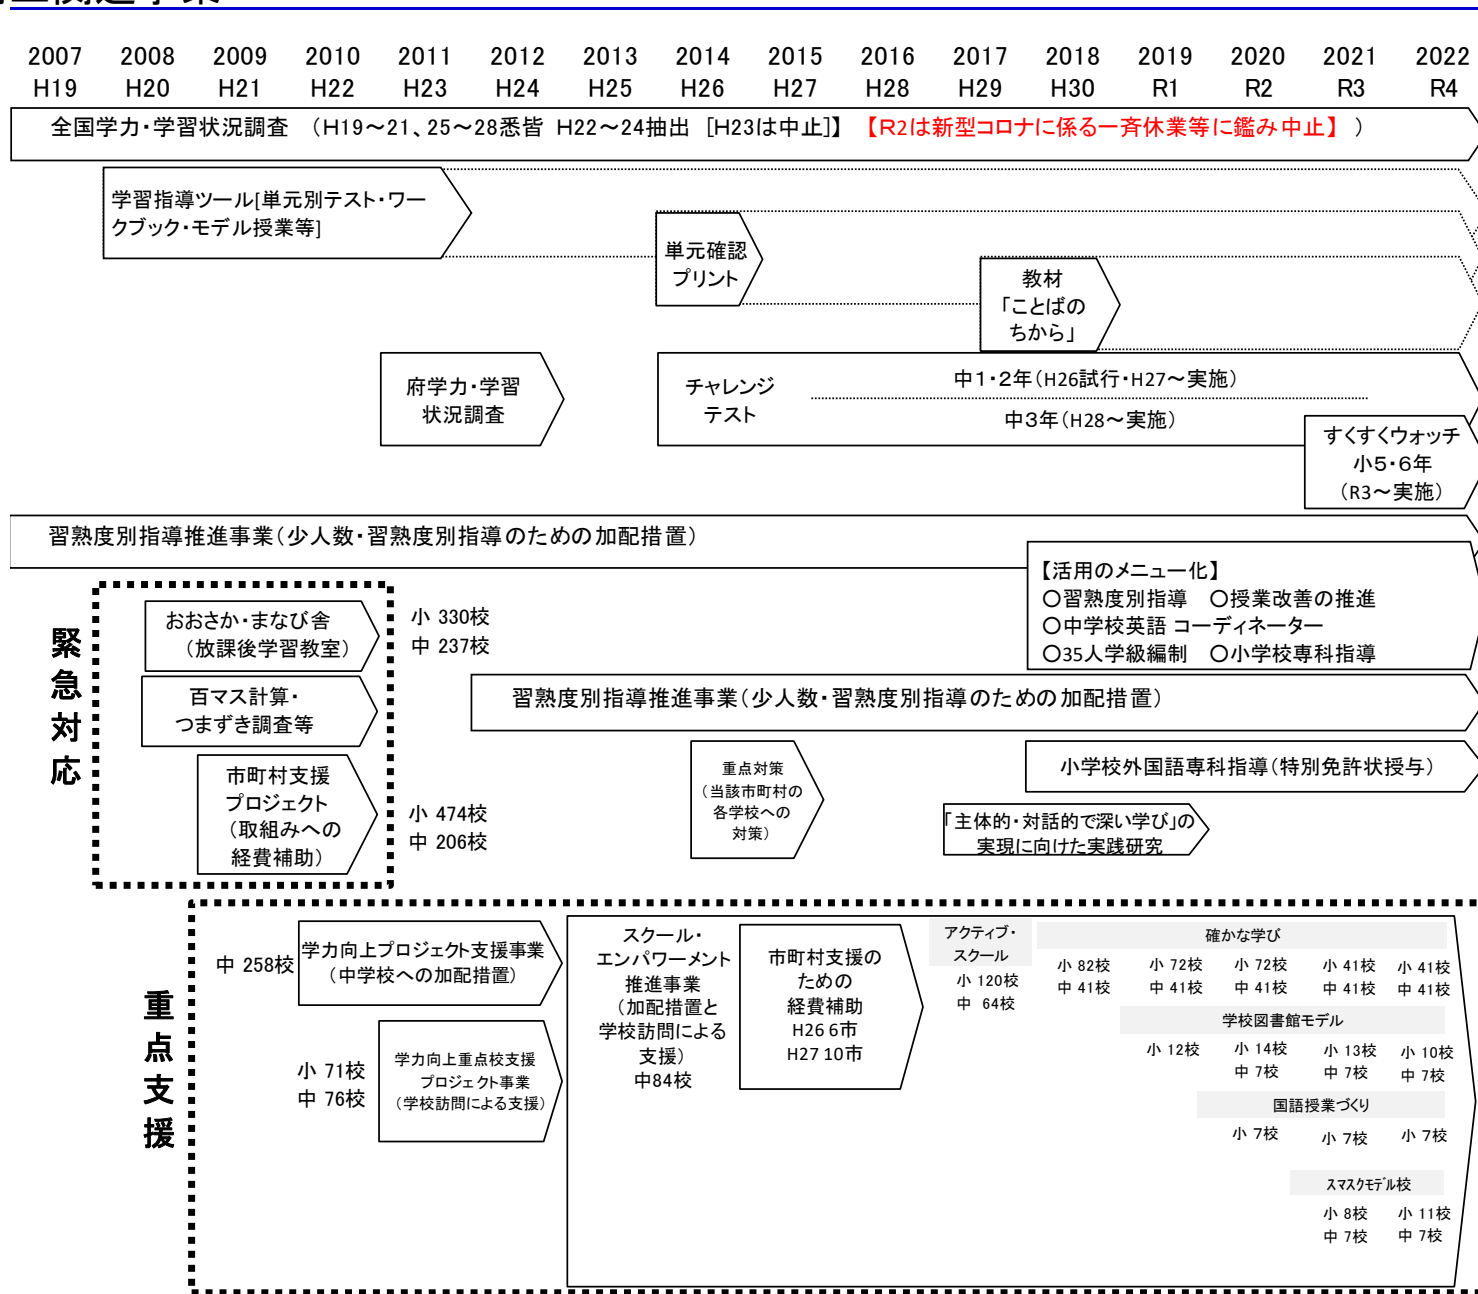 2007 2008 2009 2010 2011 2012 2013 2014 2015 2016 2017 2018 2019 2020 2021 2022
H19 H20 H21 H22 H23 H24 H25 H26 H27 H28 H29 H30 R1 R2 R3 R4
全国学力・学習状況調査 （H19～21、25～28悉皆 H22～24抽出 [H23は中止]】 【R2は新型コロナに係る一斉休業等に鑑み中止】 ）
学習指導ツール[単元別テスト・ワー
クブック・モデル授業等]
単元確認
プリント
教材
「ことばの
ちから」
府学力・学習
状況調査
チャレンジ
テスト
中１・２年（H26試行・H27～実施）
中３年（H28～実施）
すくすくウォッチ
小５・６年
（R3～実施）
習熟度別指導推進事業（少人数・習熟度別指導のための加配措置）
【活用のメニュー化】
○習熟度別指導 ○授業改善の推進
○中学校英語 コーディネーター
○35人学級編制 ○小学校専科指導
緊急対応
おおさか・まなび舎
（放課後学習教室）
小 330校
中 237校
百マス計算・
つまずき調査等
習熟度別指導推進事業（少人数・習熟度別指導のための加配措置）
市町村支援
プロジェクト
（取組みへの
経費補助）
小 474校
中 206校
重点対策
（当該市町村の
各学校への
対策）
小学校外国語専科指導（特別免許状授与）
「主体的・対話的で深い学び」の
実現に向けた実践研究
重点支援
中 258校
学力向上プロジェクト支援事業
（中学校への加配措置）
小 71校
中 76校
学力向上重点校支援
プロジェクト事業
（学校訪問による支援）
スクール・
エンパワーメント
推進事業
（加配措置と
学校訪問による
支援）
中84校
市町村支援の
ための
経費補助
H26 6市
H27 10市
アクティブ・
スクール
小 120校
中 64校
確かな学び
小 82校 小 72校 小 72校 小 41校 小 41校
中 41校 中 41校 中 41校 中 41校 中 41校
学校図書館モデル
小 12校 小 14校 小 13校 小 10校
中 7校 中 7校 中 7校
国語授業づくり
小 7校 小 7校 小 7校
スマスクモデル校
小 8校 小 11校
中 7校 中 7校